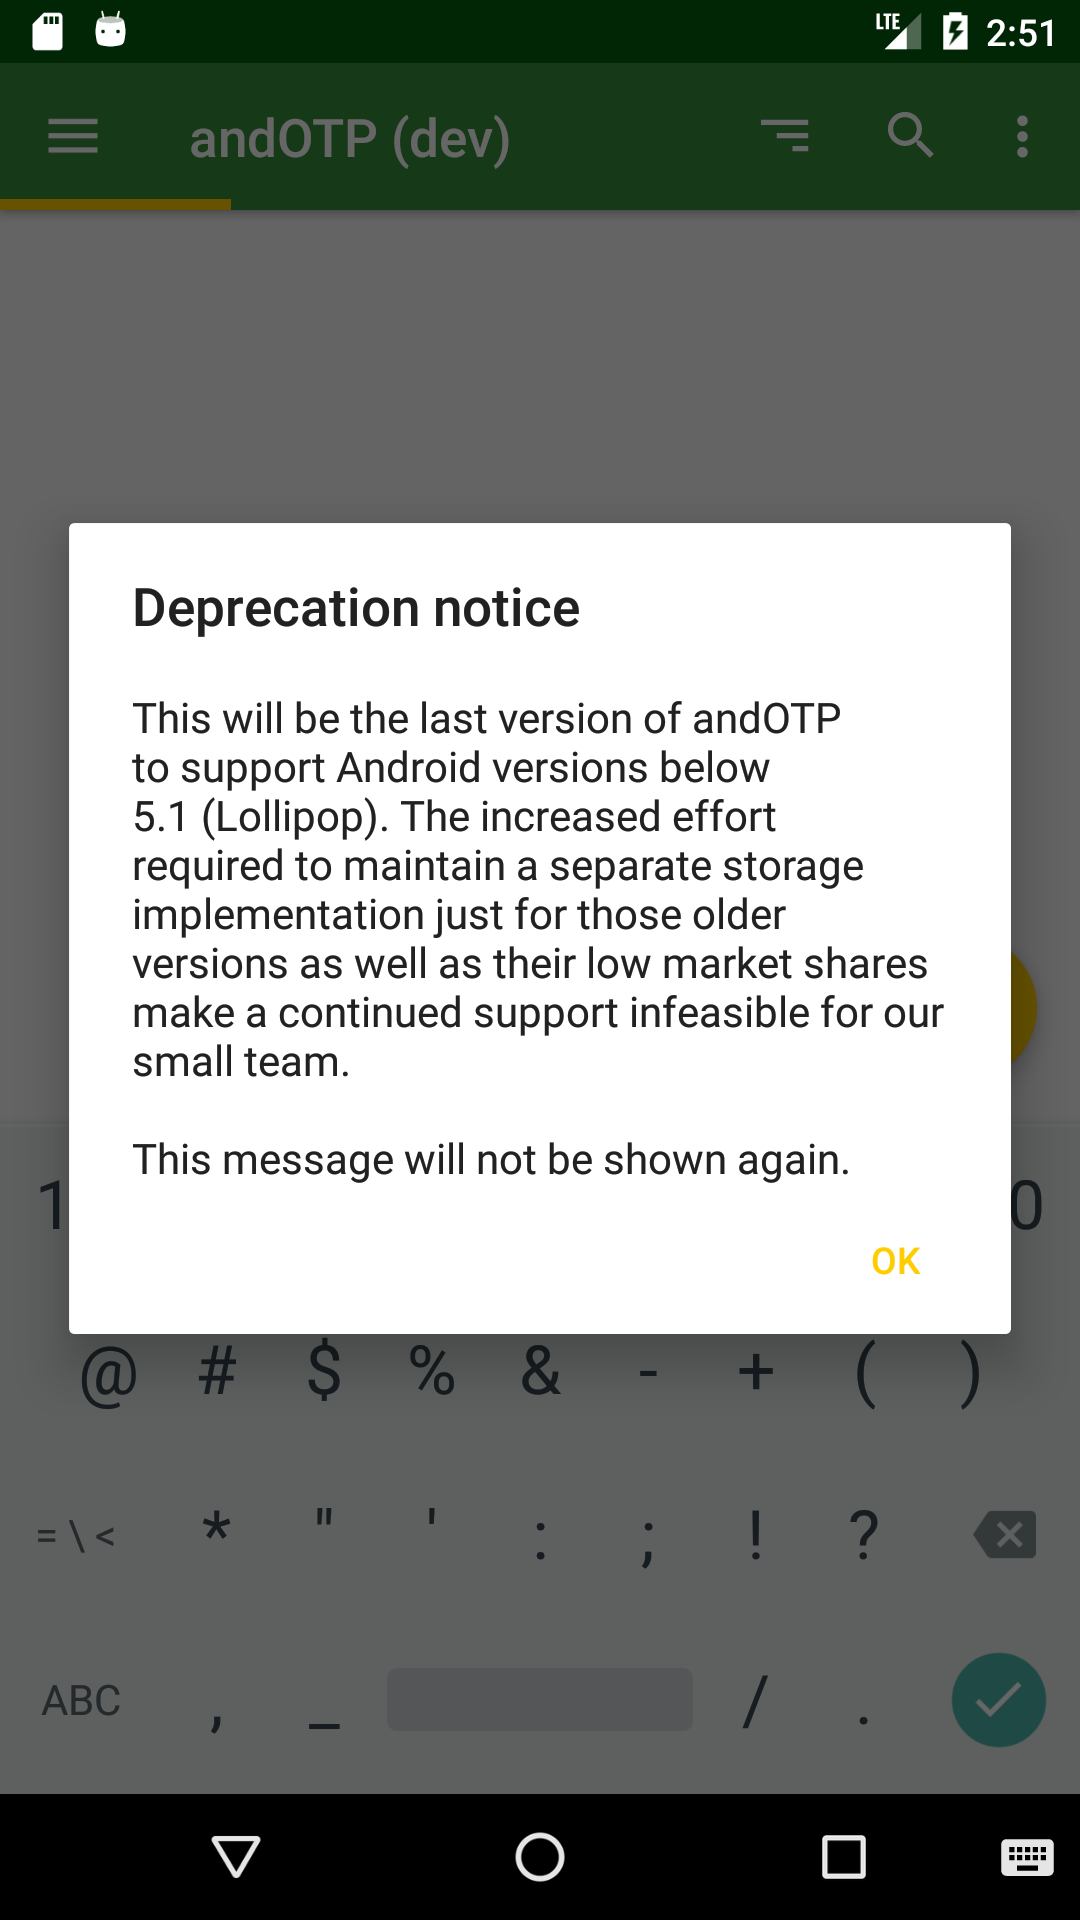 LTE 2:51
andOTP (dev)
Deprecation notice
This will be the last version of andOTP
to support Android versions below
5.1 (Lollipop). The increased effort
required to maintain a separate storage
implementation just for those older
versions as well as their low market shares
make a continued support infeasible for our
small team.
This message will not be shown again.
OK
1 0
@ # $ % & - + ( )
= \ < * " ' : ; ! ?
ABC , _ / .